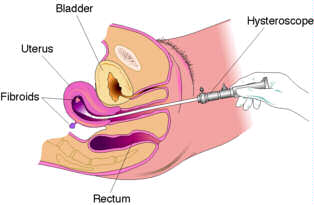 Bladder
Hysteroscope
Uterus
Fibroids
Rectum